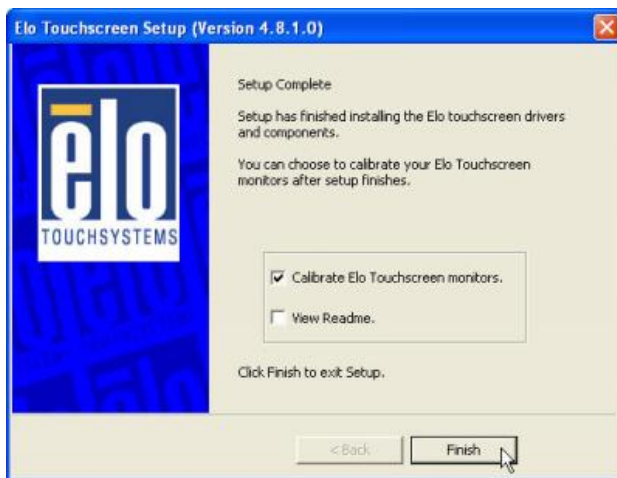 Elo Touchscreen Setup (Version 4.8.1.0)
elo
TOUCHSYSTEMS
Setup Complete
Setup has finished installing the Elo touchscreen drivers
and components.
You can choose to calibrate your Elo Touchscreen
monitors after setup finishes.
Calibrate Elo Touchscreen monitors.
View Readme.
Click Finish to exit Setup.
< Back
Finish